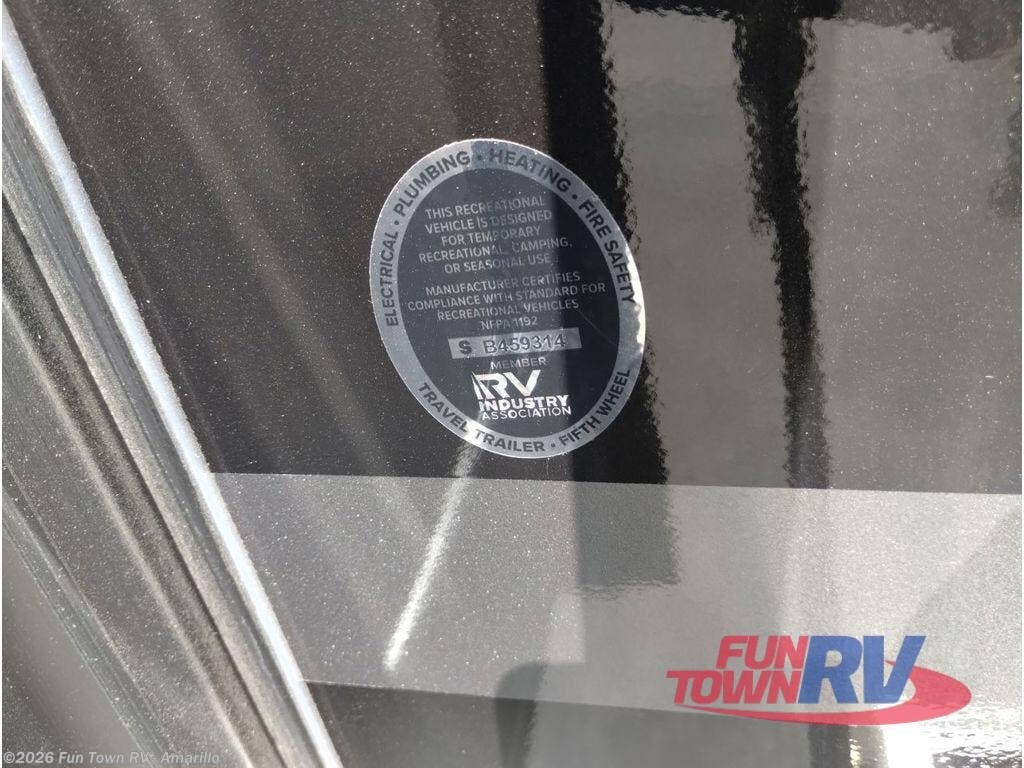 ELECTRICAL • PLUMBING • HEATING • FIRE SAFETY
THIS RECREATIONAL
VEHICLE IS DESIGNED
FOR TEMPORARY
RECREATIONAL, CAMPING,
OR SEASONAL USE.
MANUFACTURER CERTIFIES
COMPLIANCE WITH STANDARD FOR
RECREATIONAL VEHICLES
NFPA 1192
S B459314
MEMBER
RV
INDUSTRY
ASSOCIATION
TRAVEL TRAILER • FIFTH WHEEL
FUN
TOWN RV
©2026 Fun Town RV - Amarillo